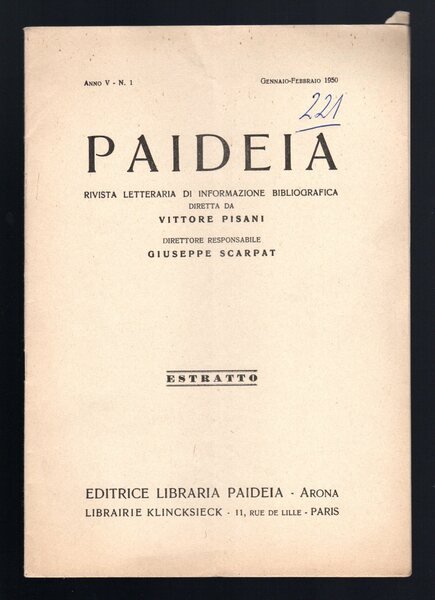 Anno V - N. 1 Gennaio-Febbraio 1950
221
PAIDEIA
RIVISTA LETTERARIA DI INFORMAZIONE BIBLIOGRAFICA
DIRETTA DA
VITTORE PISANI
DIRETTORE RESPONSABILE
GIUSEPPE SCARPAT
ESTRATTO
EDITRICE LIBRARIA PAIDEIA - Arona
LIBRAIRIE KLINCKSIECK - 11, RUE DE LILLE - PARIS